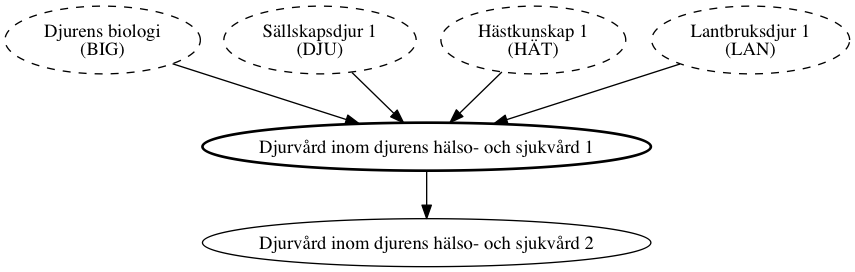 Djurens biologi
(BIG)
Sällskapsdjur 1
(DJU)
Hästkunskap 1
(HÄT)
Lantbruksdjur 1
(LAN)
Djurvård inom djurens hälso- och sjukvård 1
Djurvård inom djurens hälso- och sjukvård 2